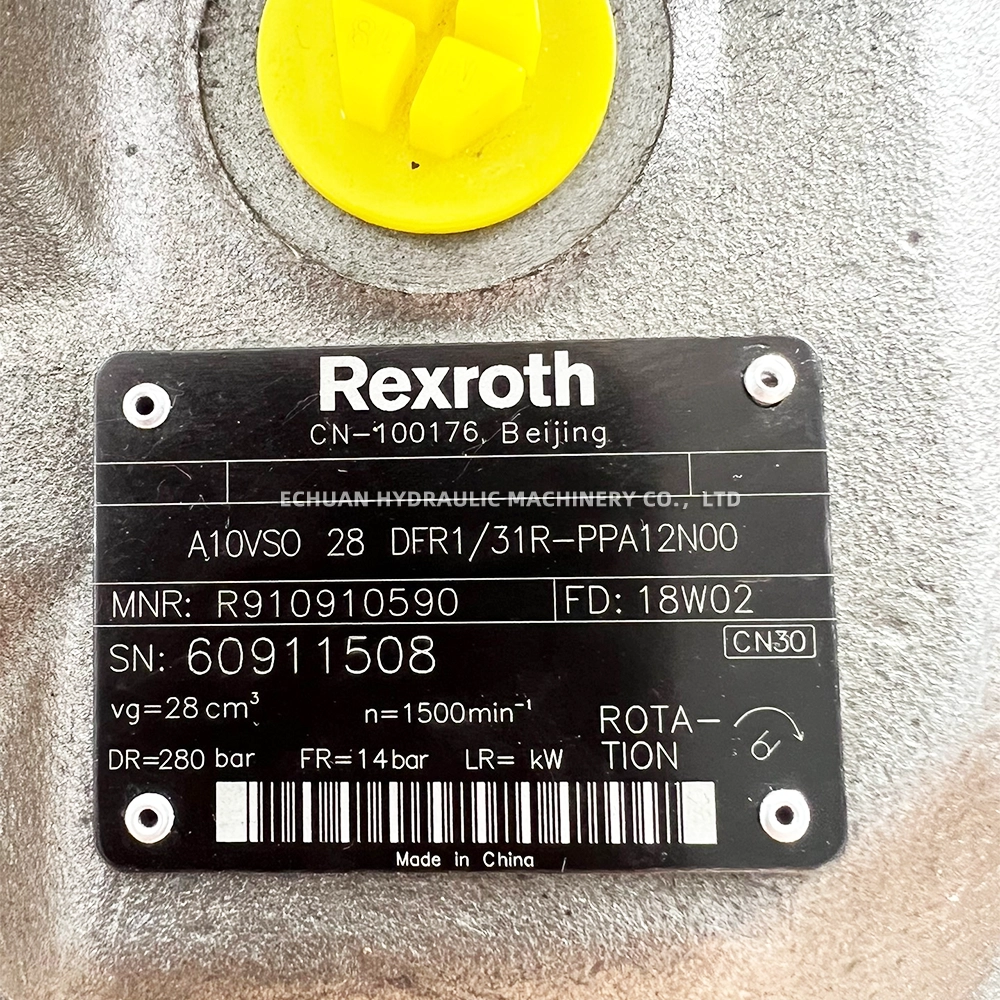 Rexroth
CN-100176, Beijing
ECHUAN HYDRAULIC MACHINERY CO., LTD
A10VSO 28 DFR1/31R-PPA12N00
MNR: R910910590 FD: 18W02
SN: 60911508 CN30
vg=28 cm³ n=1500min⁻¹ ROTA-
DR=280 bar FR=14bar LR= kW TION
Made in China